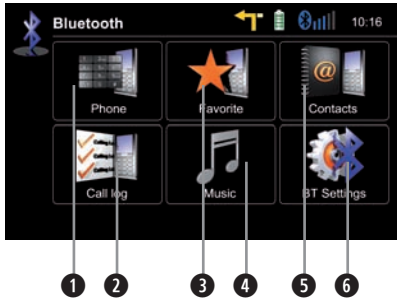 Bluetooth 10:16
Phone Favorite Contacts
Call log Music BT Settings
1 2 3 4 5 6